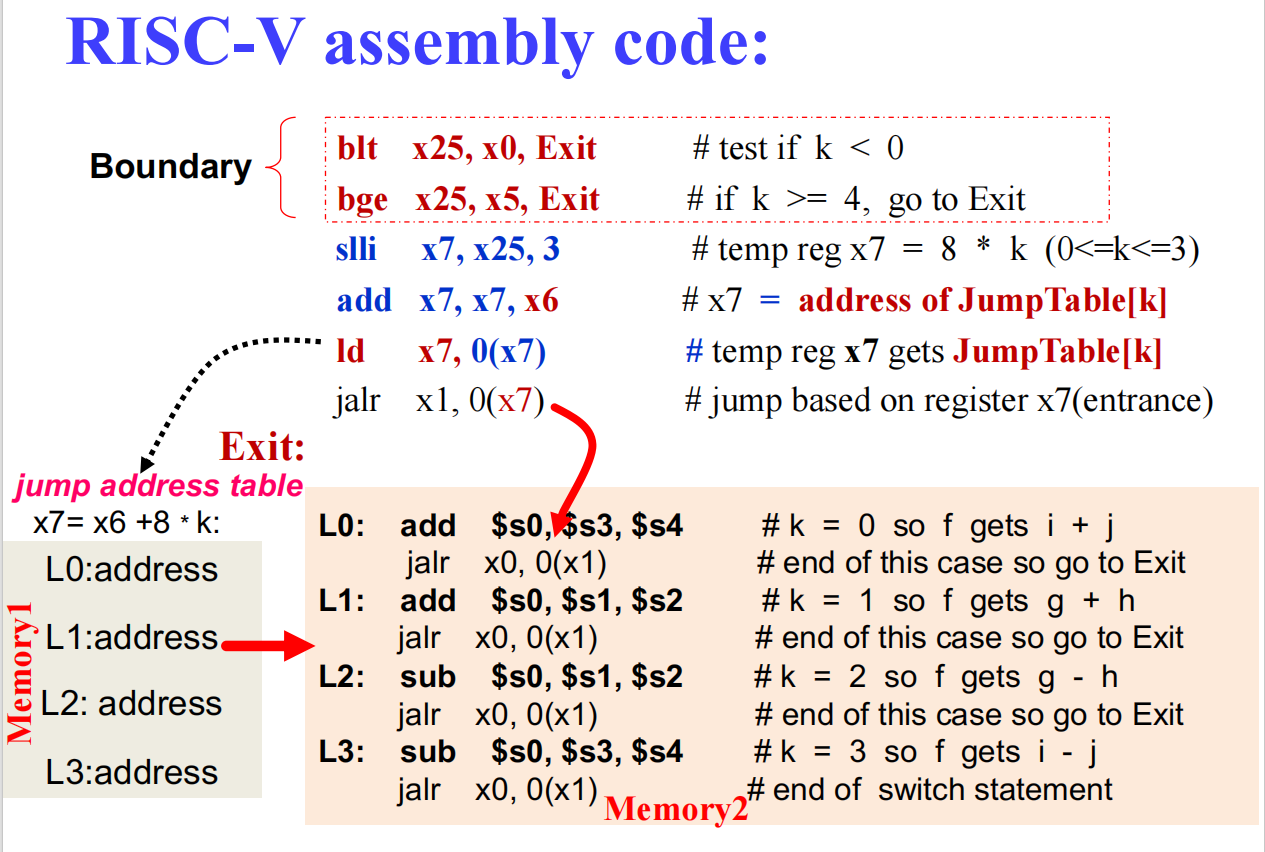 RISC-V assembly code:
Boundary
blt x25, x0, Exit # test if k < 0
bge x25, x5, Exit # if k >= 4, go to Exit
slli x7, x25, 3 # temp reg x7 = 8 * k (0<=k<=3)
add x7, x7, x6 # x7 = address of JumpTable[k]
ld x7, 0(x7) # temp reg x7 gets JumpTable[k]
jalr x1, 0(x7) # jump based on register x7(entrance)
Exit:
jump address table
x7= x6 +8 * k:
L0:address
L1:address
L2: address
L3:address
Memory1
L0: add $s0, $s3, $s4 # k = 0 so f gets i + j
jalr x0, 0(x1) # end of this case so go to Exit
L1: add $s0, $s1, $s2 # k = 1 so f gets g + h
jalr x0, 0(x1) # end of this case so go to Exit
L2: sub $s0, $s1, $s2 # k = 2 so f gets g - h
jalr x0, 0(x1) # end of this case so go to Exit
L3: sub $s0, $s3, $s4 # k = 3 so f gets i - j
jalr x0, 0(x1) # end of switch statement
Memory2